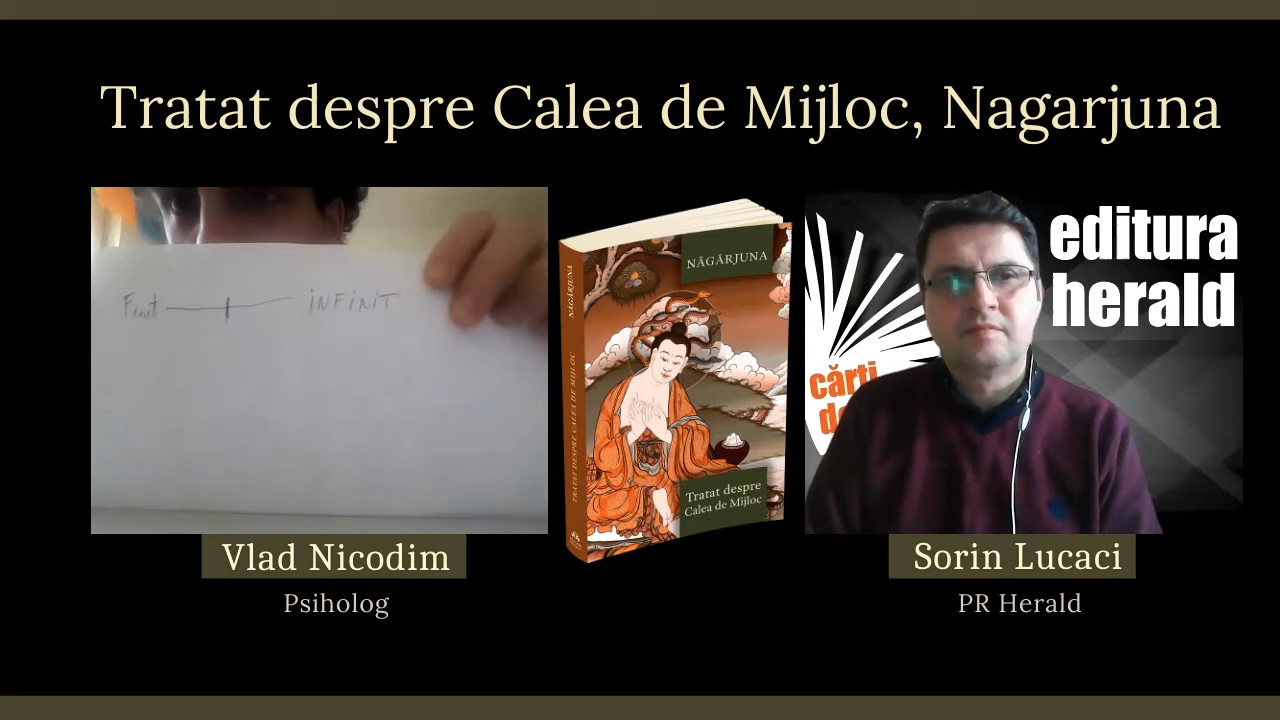 Tratat despre Calea de Mijloc, Nagarjuna
Finit INFINIT
NĀGĀRJUNA
TRATAT DESPRE CALEA DE MIJLOC
NĀGĀRJUNA
Tratat despre
Calea de Mijloc
editura
herald
cărți
de
Vlad Nicodim
Psiholog
Sorin Lucaci
PR Herald